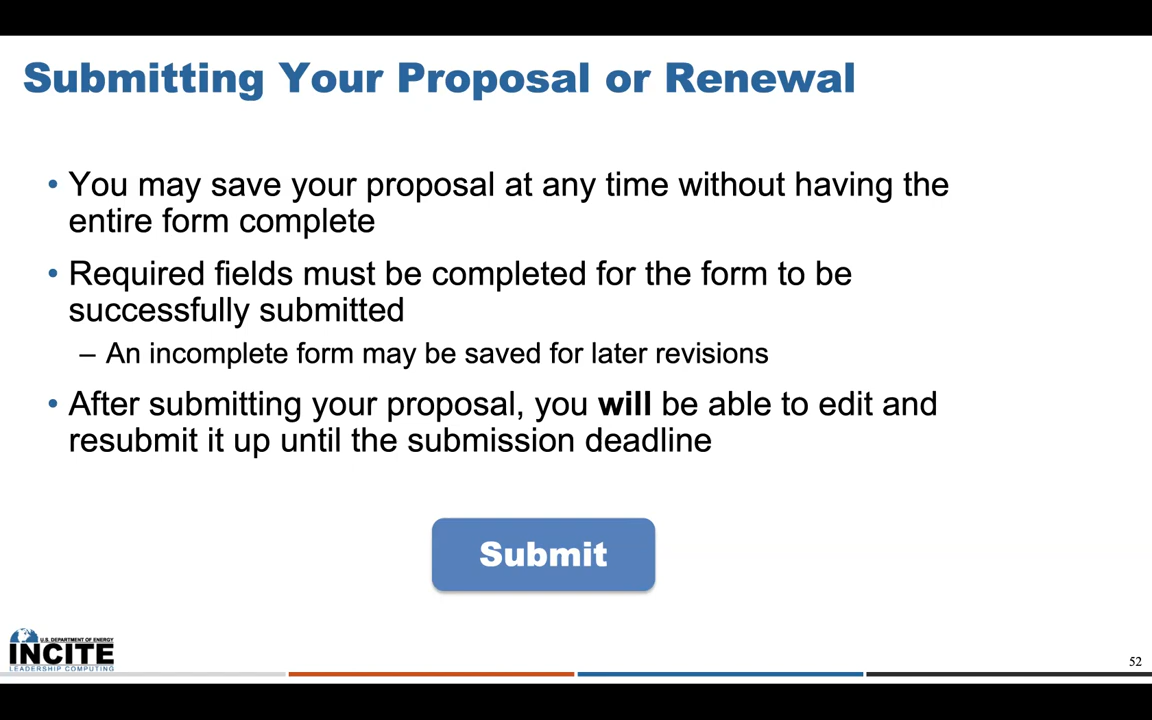 Submitting Your Proposal or Renewal
• You may save your proposal at any time without having the
entire form complete
• Required fields must be completed for the form to be
successfully submitted
– An incomplete form may be saved for later revisions
• After submitting your proposal, you will be able to edit and
resubmit it up until the submission deadline
Submit
U.S. DEPARTMENT OF ENERGY
INCITE
LEADERSHIP COMPUTING
52